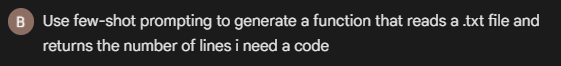 B Use few-shot prompting to generate a function that reads a .txt file and
returns the number of lines i need a code